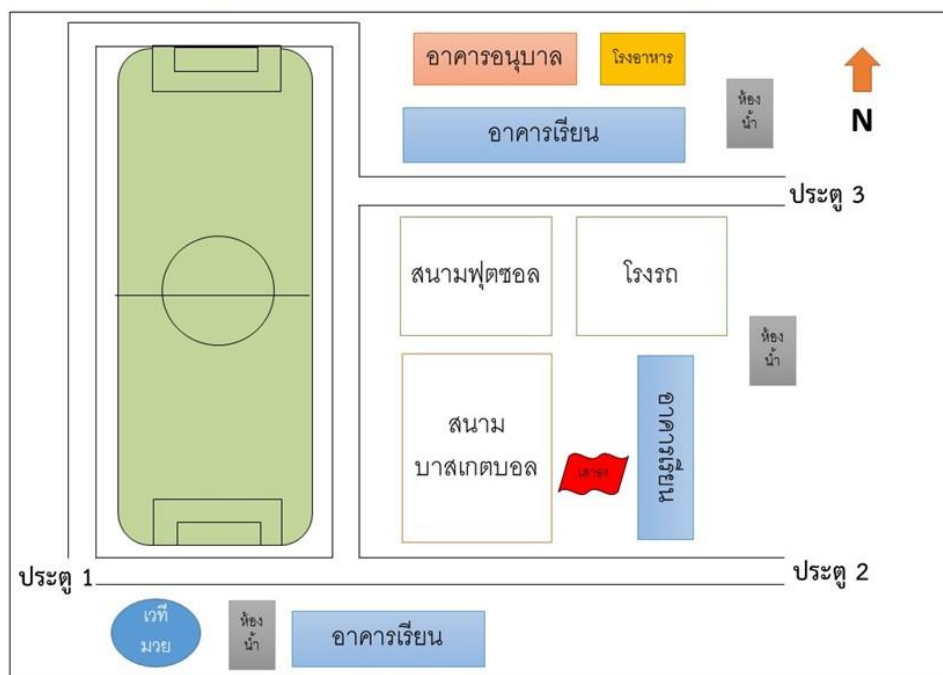 อาคารอนุบาล
โรงอาหาร
ห้อง
น้ำ
N
อาคารเรียน
ประตู 3
สนามฟุตซอล
โรงรถ
ห้อง
น้ำ
สนาม
บาสเกตบอล
เสาธง
อาคารเรียน
ประตู 1
ประตู 2
เวที
มวย
ห้อง
น้ำ
อาคารเรียน